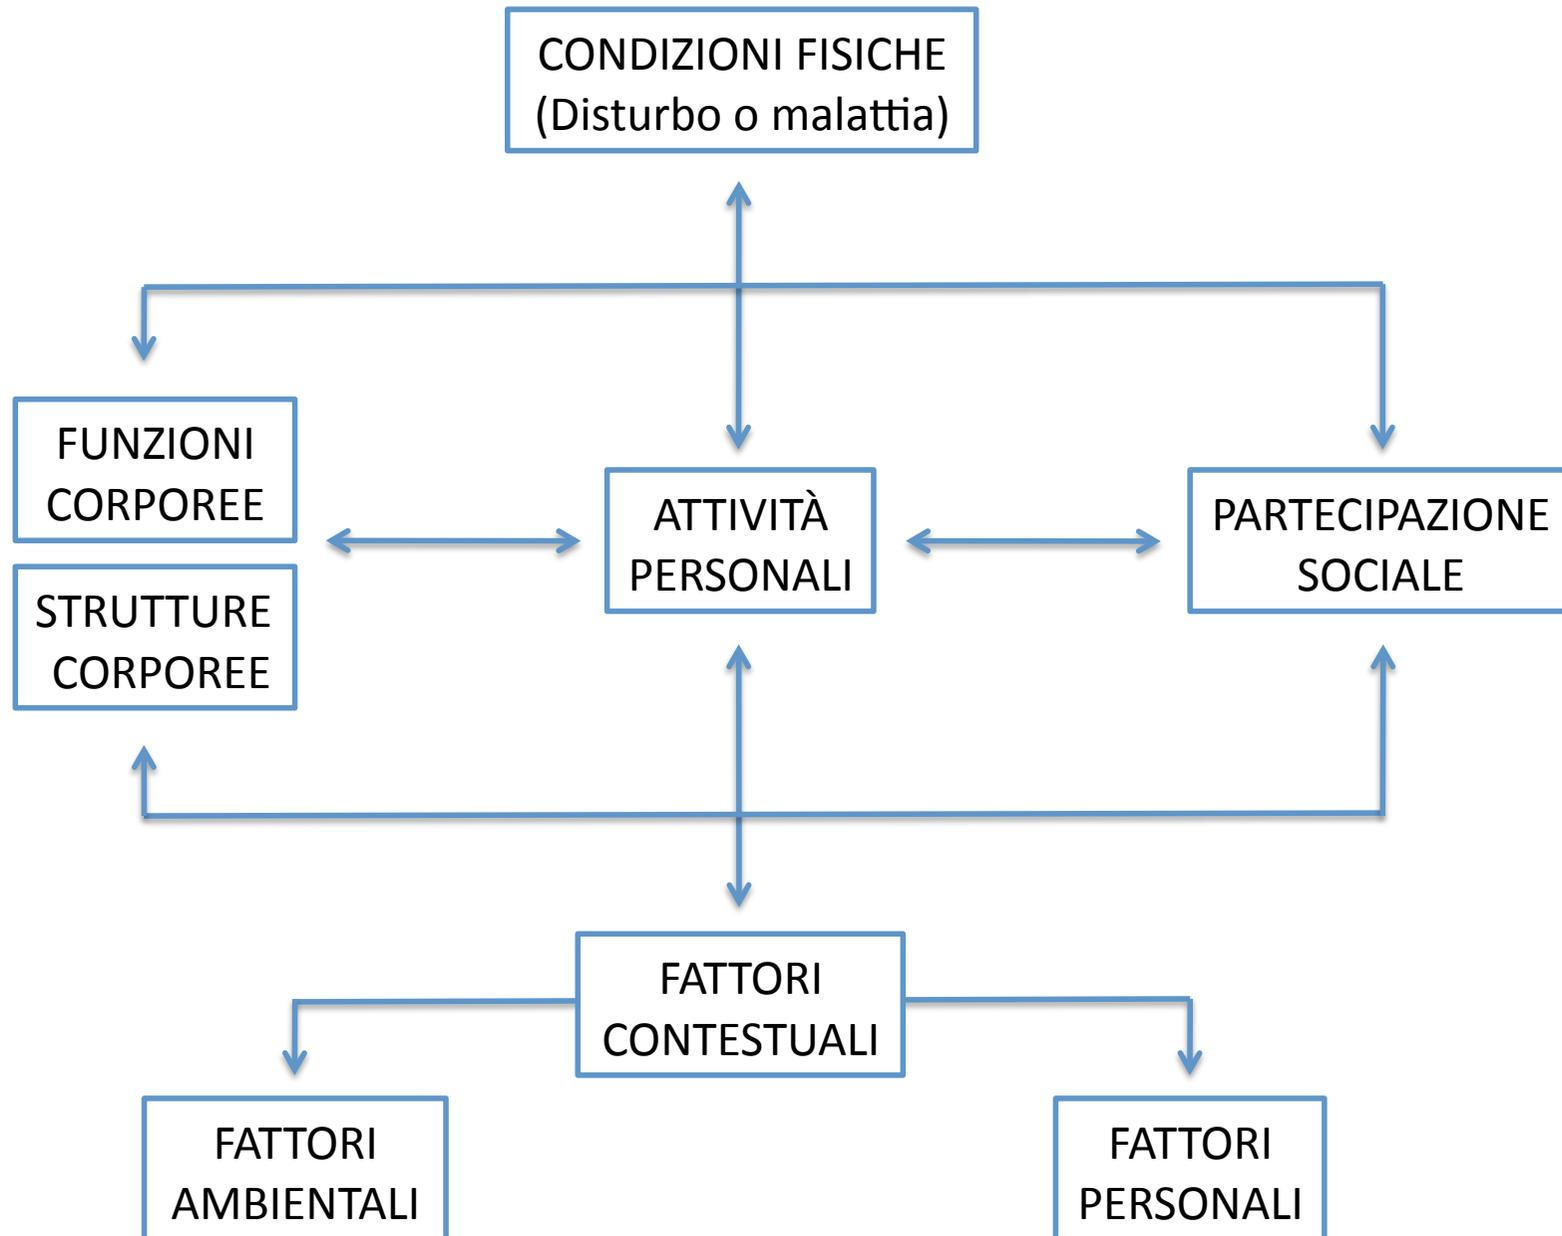 CONDIZIONI FISICHE
(Disturbo o malattia)
FUNZIONI
CORPOREE
STRUTTURE
CORPOREE
ATTIVITÀ
PERSONALI
PARTECIPAZIONE
SOCIALE
FATTORI
CONTESTUALI
FATTORI
AMBIENTALI
FATTORI
PERSONALI